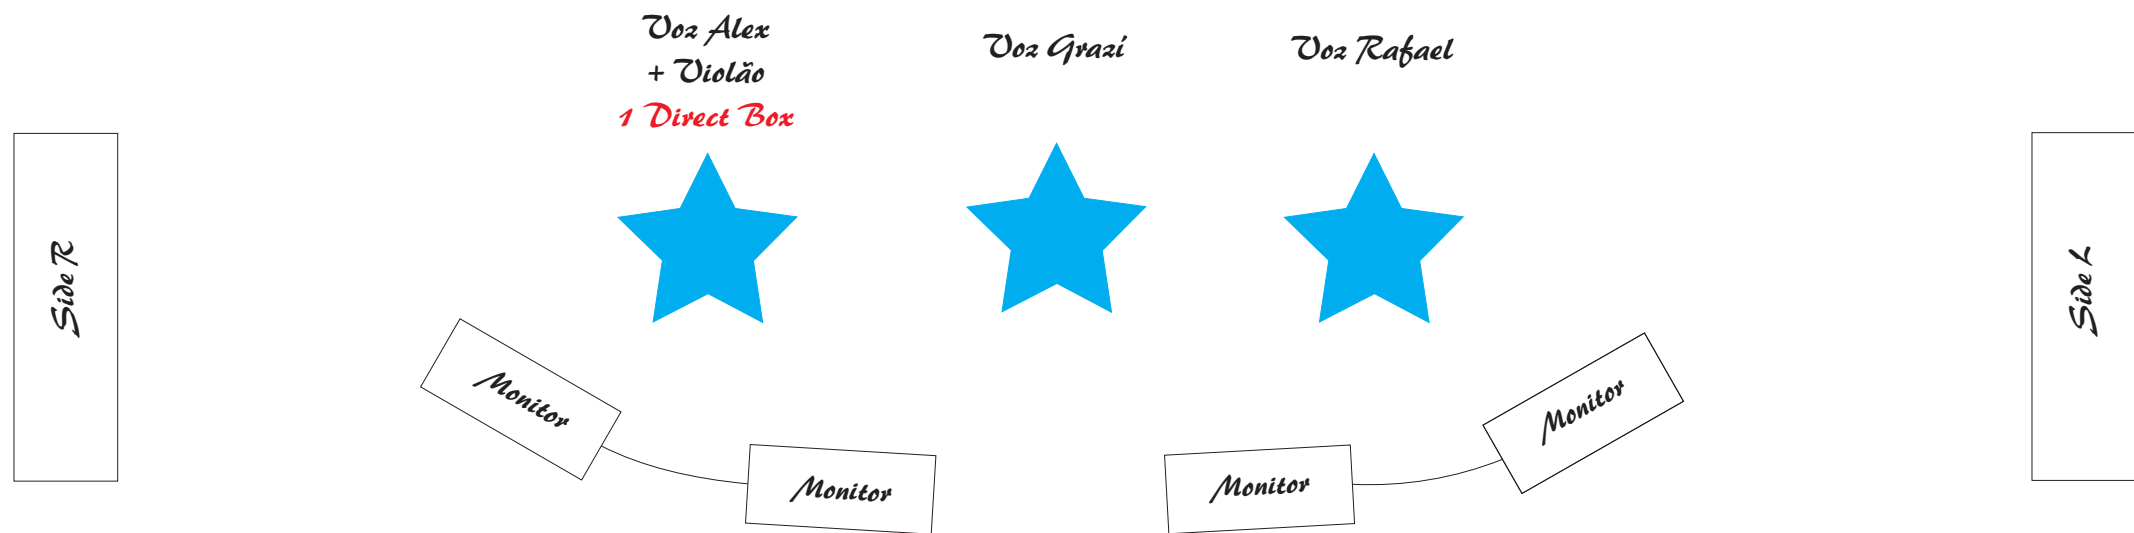 Voz Alex
+ Violão
1 Direct Box
Voz Grazi
Voz Rafael
Side R
Side L
Monitor
Monitor
Monitor
Monitor